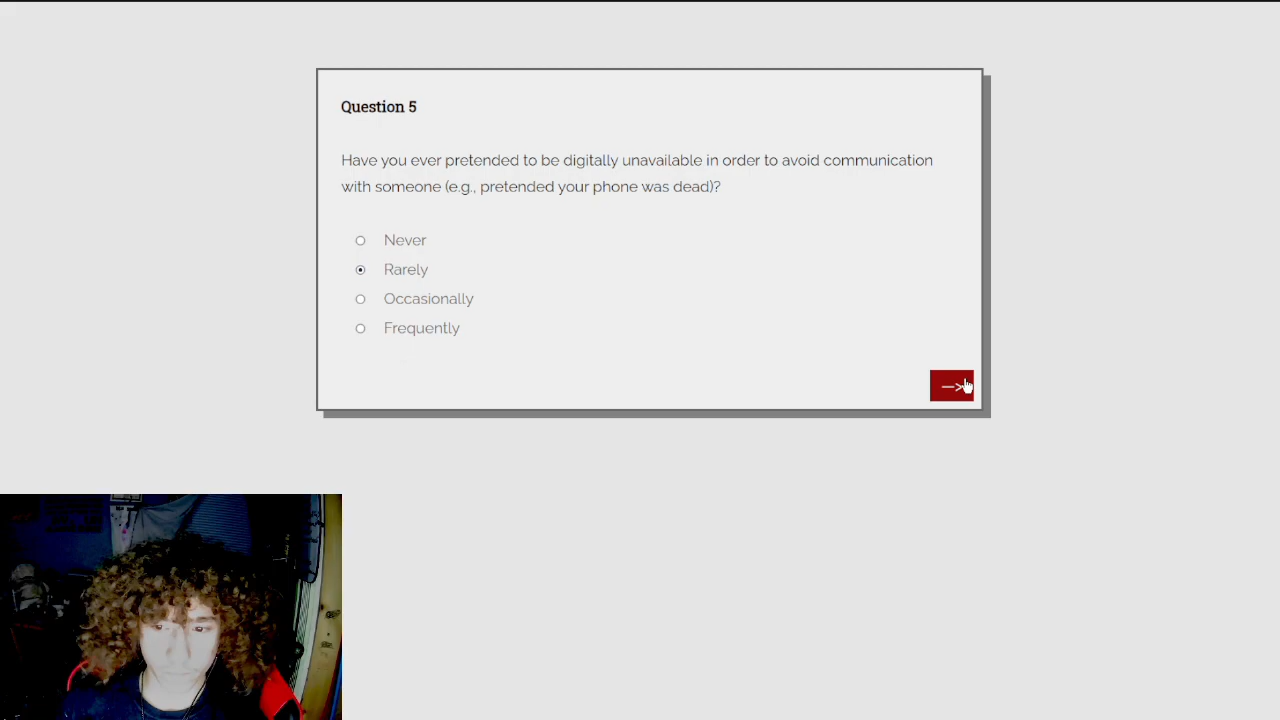 Question 5
Have you ever pretended to be digitally unavailable in order to avoid communication
with someone (e.g., pretended your phone was dead)?
Never
Rarely
Occasionally
Frequently
—>